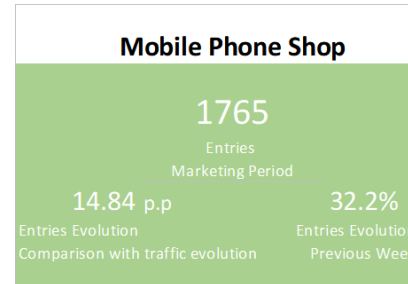 Mobile Phone Shop
1765
Entries
Marketing Period
14.84 p.p
32.2%
Entries Evolution
Entries Evolution
Comparison with traffic evolution
Previous Wee